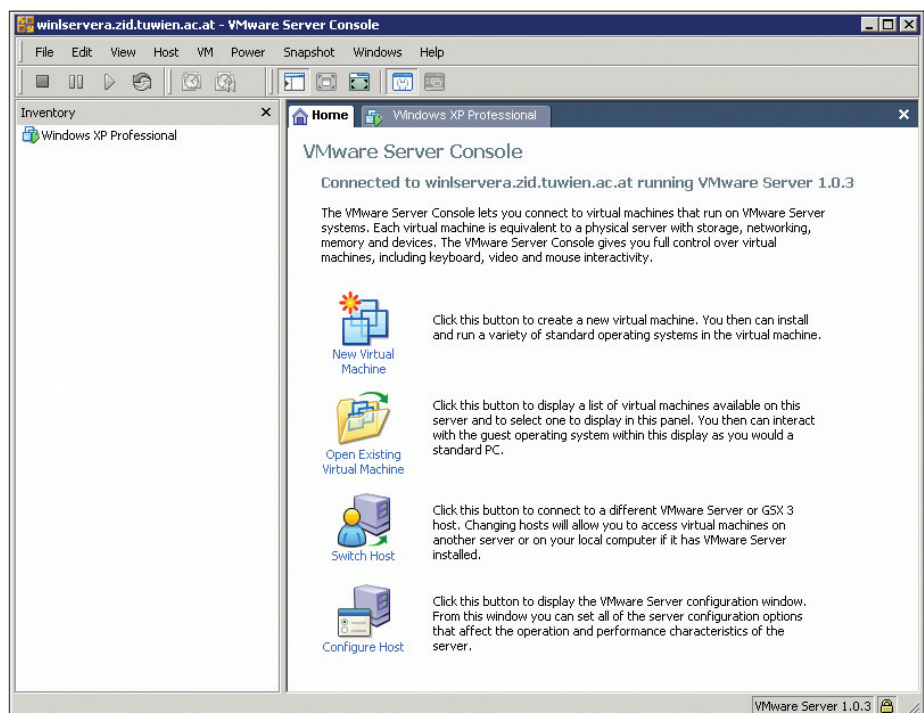 winlservera.zid.tuwien.ac.at - VMware Server Console
File Edit View Host VM Power Snapshot Windows Help
Inventory
Windows XP Professional
Home
Windows XP Professional
VMware Server Console
Connected to winlservera.zid.tuwien.ac.at running VMware Server 1.0.3
The VMware Server Console lets you connect to virtual machines that run on VMware Server
systems. Each virtual machine is equivalent to a physical server with storage, networking,
memory and devices. The VMware Server Console gives you full control over virtual
machines, including keyboard, video and mouse interactivity.
New Virtual
Machine
Click this button to create a new virtual machine. You then can install
and run a variety of standard operating systems in the virtual machine.
Open Existing
Virtual Machine
Click this button to display a list of virtual machines available on this
server and to select one to display in this panel. You then can interact
with the guest operating system within this display as you would a
standard PC.
Switch Host
Click this button to connect to a different VMware Server or GSX 3
host. Changing hosts will allow you to access virtual machines on
another server or on your local computer if it has VMware Server
installed.
Configure Host
Click this button to display the VMware Server configuration window.
From this window you can set all of the server configuration options
that affect the operation and performance characteristics of the
server.
VMware Server 1.0.3